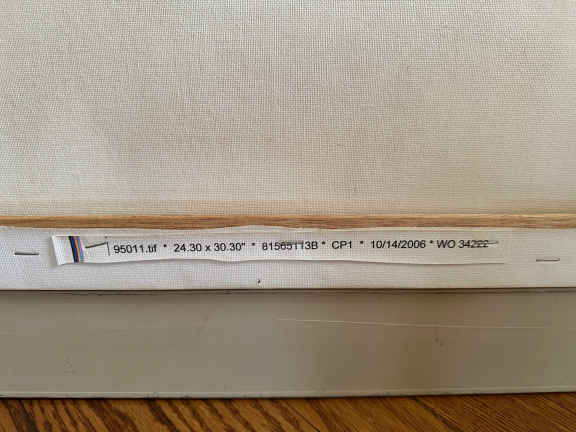 95011.tif * 24.30 x 30.30" * 81565113B * CP1 * 10/14/2006 * WO 34222